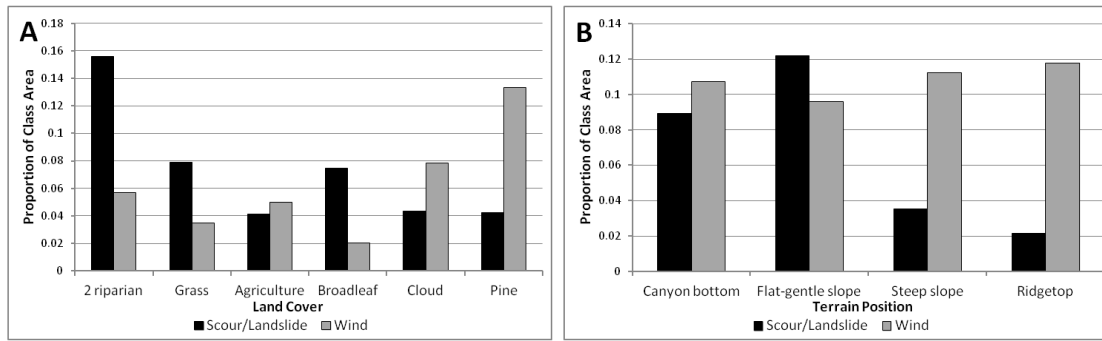 A
Proportion of Class Area
0.18
0.16
0.14
0.12
0.1
0.08
0.06
0.04
0.02
0
2 riparian Grass Agriculture Broadleaf Cloud Pine
Land Cover
Scour/Landslide Wind
B
Proportion of Class Area
0.14
0.12
0.1
0.08
0.06
0.04
0.02
0
Canyon bottom Flat-gentle slope Steep slope Ridgetop
Terrain Position
Scour/Landslide Wind